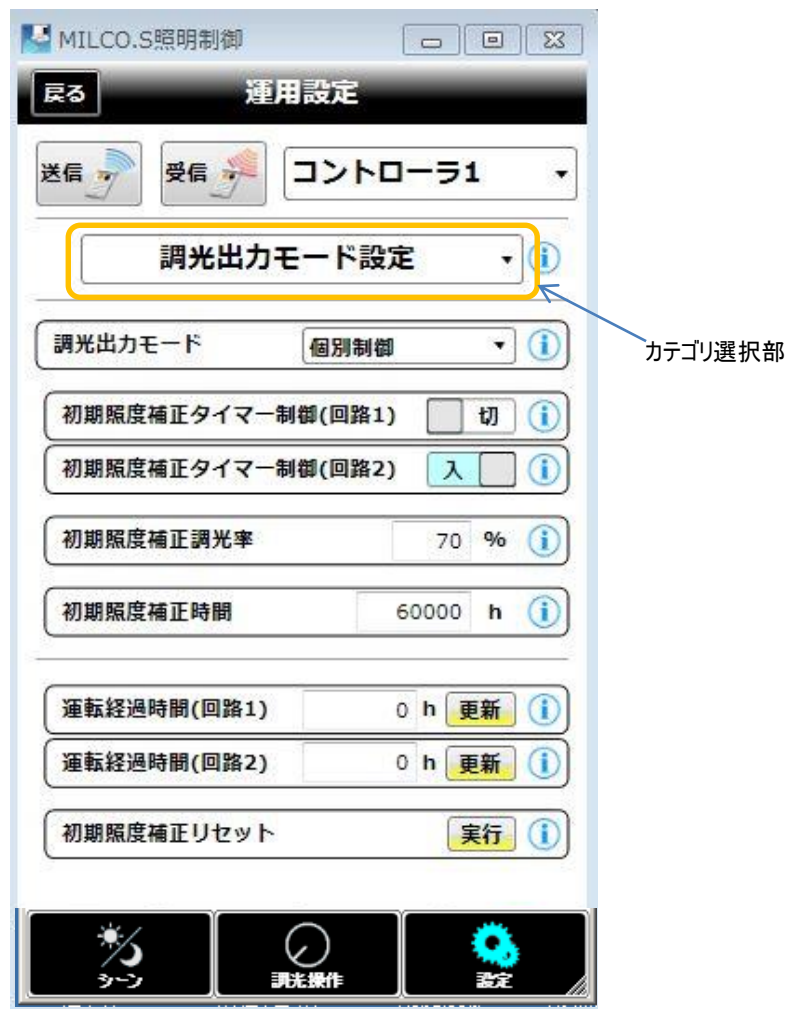 MILCO.S照明制御
戻る 運用設定
送信 受信 コントローラ1
調光出力モード設定
カテゴリ選択部
調光出力モード 個別制御
初期照度補正タイマー制御(回路1) 切
初期照度補正タイマー制御(回路2) 入
初期照度補正調光率 70 %
初期照度補正時間 60000 h
運転経過時間(回路1) 0 h 更新
運転経過時間(回路2) 0 h 更新
初期照度補正リセット 実行
シーン 調光操作 設定